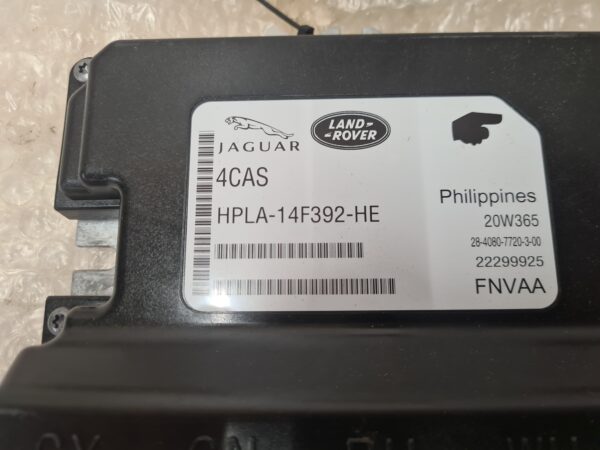 JAGUAR
LAND-
-ROVER
4CAS
HPLA-14F392-HE
Philippines
20W365
28-4080-7720-3-00
22299925
FNVAA